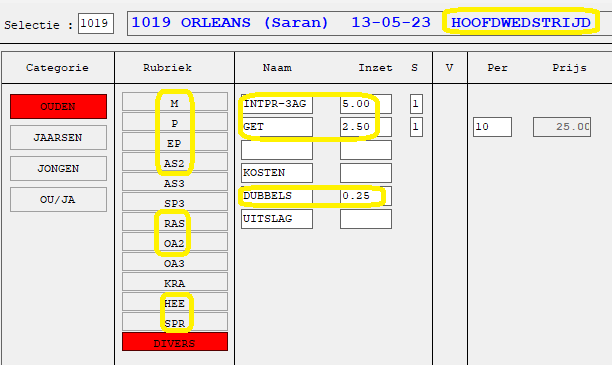 Selectie : 1019 1019 ORLEANS (Saran) 13-05-23 HOOFDWEDSTRIJD
Categorie Rubriek Naam Inzet S V Per Prijs
OUDEN
JAARSEN
JONGEN
OU/JA
M
P
EP
AS2
AS3
SP3
RAS
OA2
OA3
KRA
HEE
SPR
DIVERS
INTPR-3AG 5.00 1
GET 2.50 1 10 25.00
KOSTEN
DUBBELS 0.25
UITSLAG